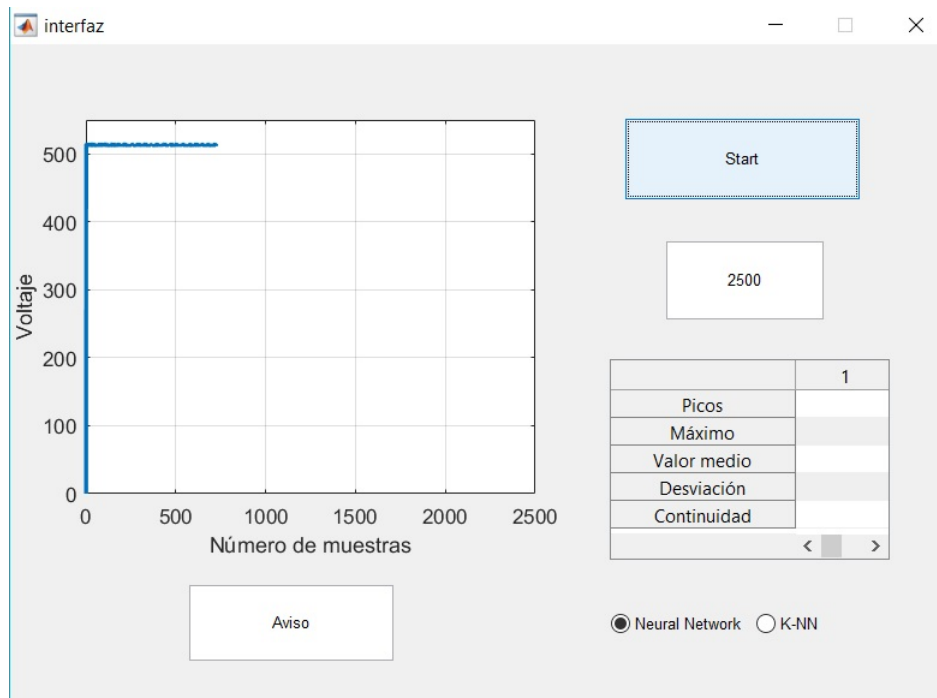 interfaz
500
400
300
200
100
0
Voltaje
0 500 1000 1500 2000 2500
Número de muestras
Aviso
Start
2500
1
Picos
Máximo
Valor medio
Desviación
Continuidad
Neural Network K-NN